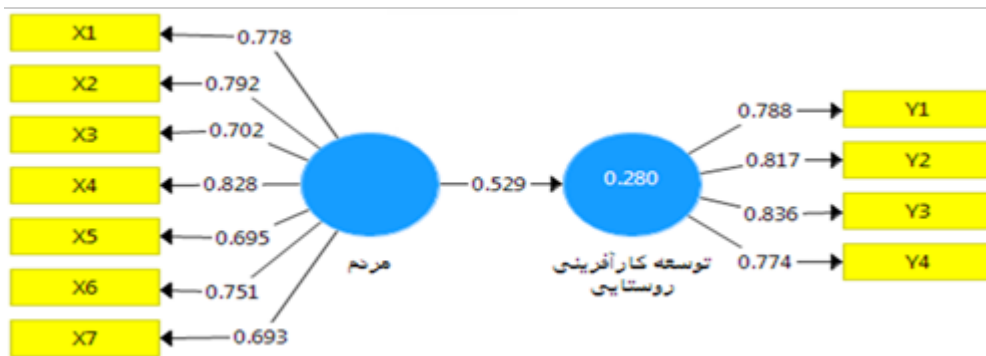 X1
X2
X3
X4
X5
X6
X7
0.778
0.792
0.702
0.828
0.695
0.751
0.693
مردم
0.529
0.280
توسعه کارآفرینی
روستایی
0.788
0.817
0.836
0.774
Y1
Y2
Y3
Y4